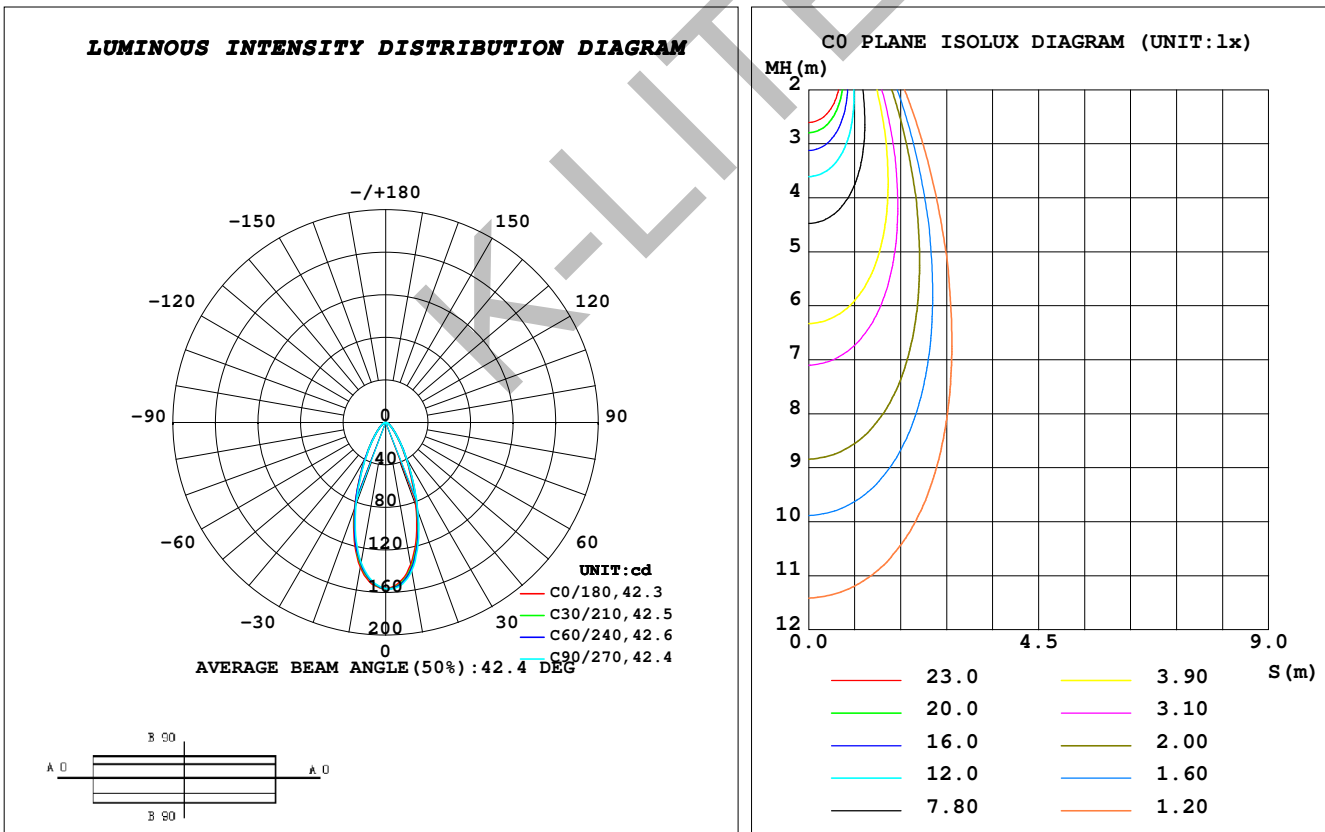 LUMINOUS INTENSITY DISTRIBUTION DIAGRAM
-/+180
-150
150
-120
120
-90
90
-60
60
-30
30
0
0
40
80
120
160
200
UNIT:cd
C0/180,42.3
C30/210,42.5
C60/240,42.6
C90/270,42.4
AVERAGE BEAM ANGLE(50%):42.4 DEG
B 90
A 0
A 0
B 90
C0 PLANE ISOLUX DIAGRAM (UNIT:lx)
MH(m)
2
3
4
5
6
7
8
9
10
11
12
0.0
4.5
9.0
S(m)
23.0
3.90
20.0
3.10
16.0
2.00
12.0
1.60
7.80
1.20
K-LITE